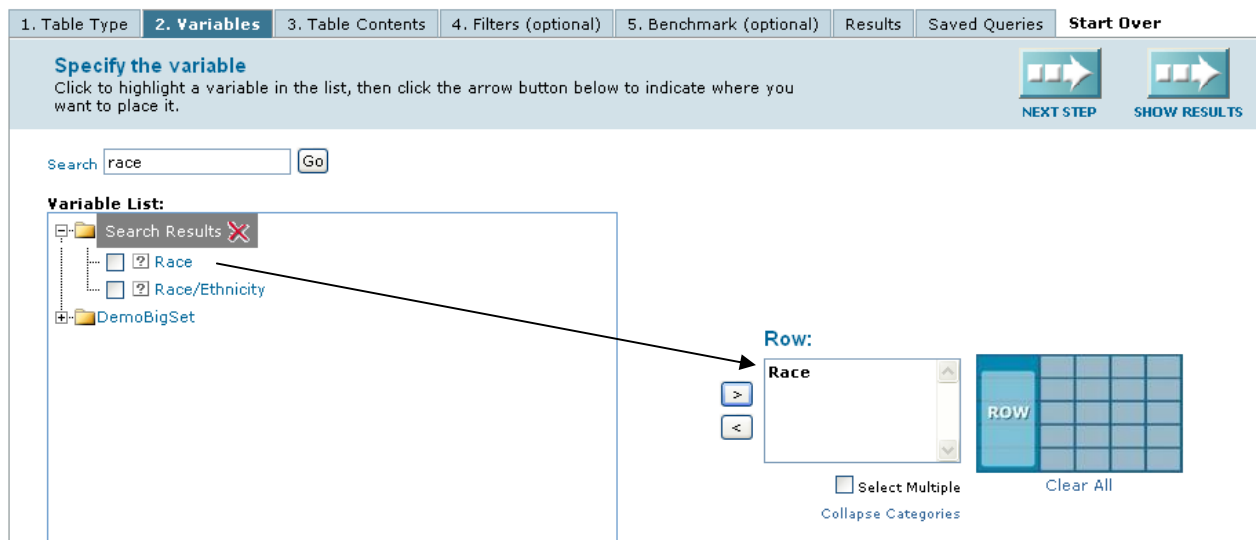 1. Table Type 2. Variables 3. Table Contents 4. Filters (optional) 5. Benchmark (optional) Results Saved Queries Start Over
Specify the variable
Click to highlight a variable in the list, then click the arrow button below to indicate where you
want to place it.
NEXT STEP SHOW RESULTS
Search race Go
Variable List:
Search Results
? Race
? Race/Ethnicity
DemoBigSet
Row:
Race
>
<
ROW
Select Multiple
Clear All
Collapse Categories